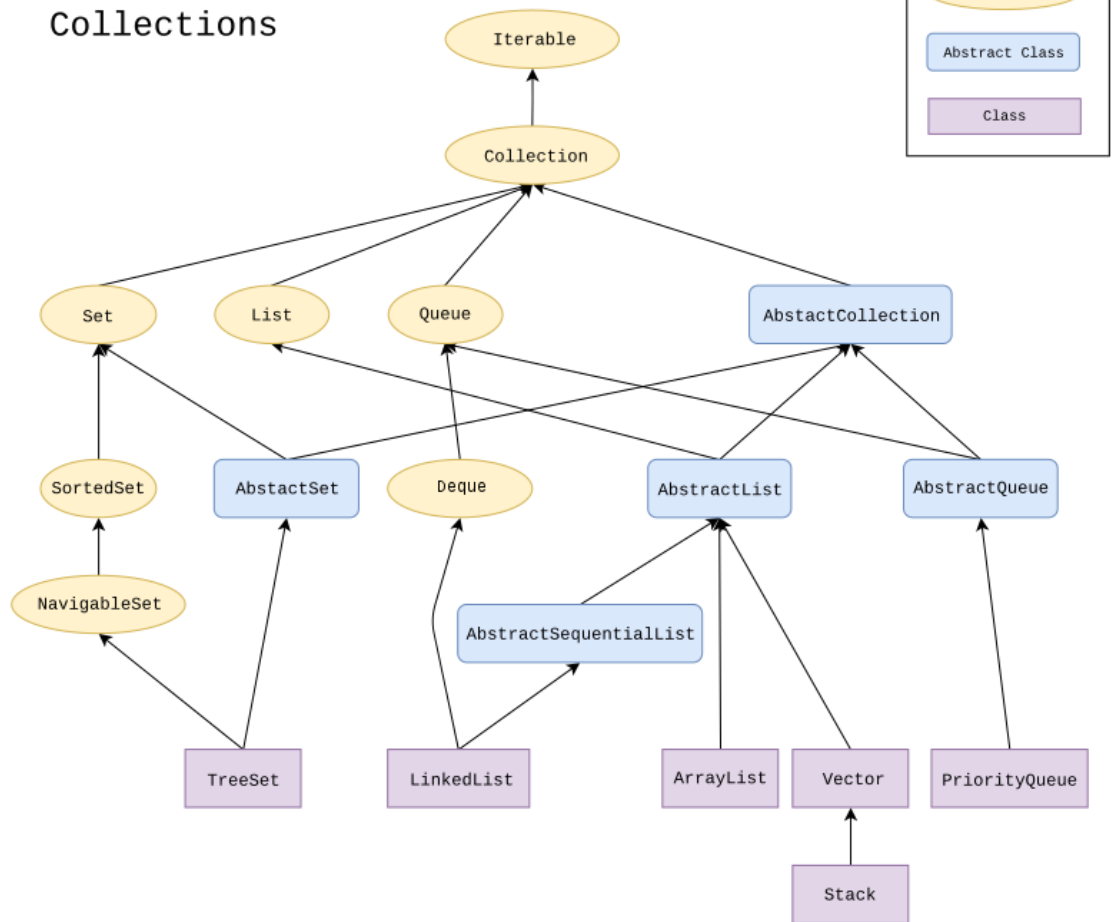 Collections
Iterable
Abstract Class
Class
Collection
Set
List
Queue
AbstactCollection
SortedSet
AbstactSet
Deque
AbstractList
AbstractQueue
NavigableSet
AbstractSequentialList
TreeSet
LinkedList
ArrayList
Vector
PriorityQueue
Stack